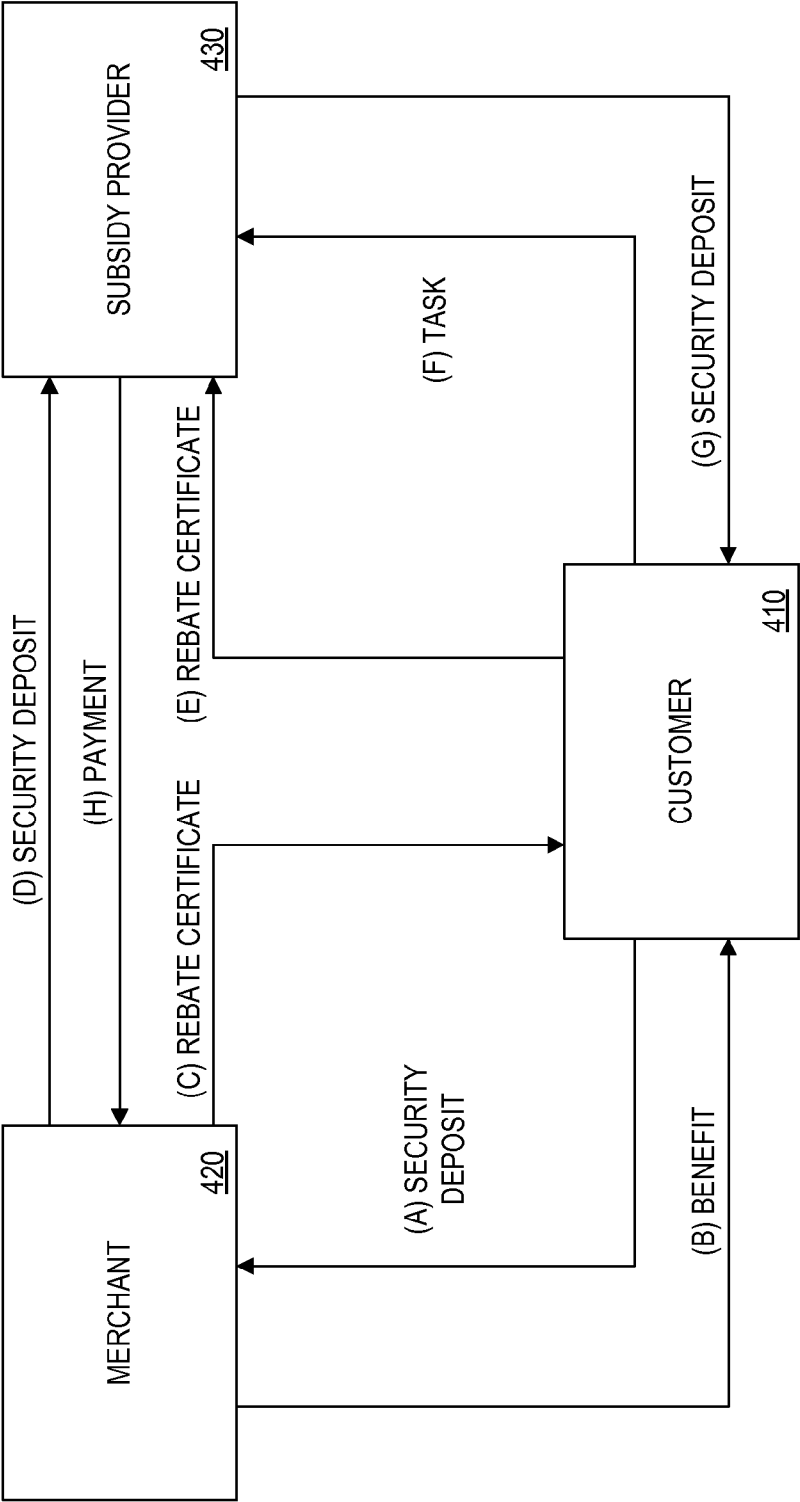 (D) SECURITY DEPOSIT
MERCHANT
420
(H) PAYMENT
SUBSIDY PROVIDER
430
(C) REBATE CERTIFICATE
(E) REBATE CERTIFICATE
(A) SECURITY
DEPOSIT
(F) TASK
CUSTOMER
410
(B) BENEFIT
(G) SECURITY DEPOSIT